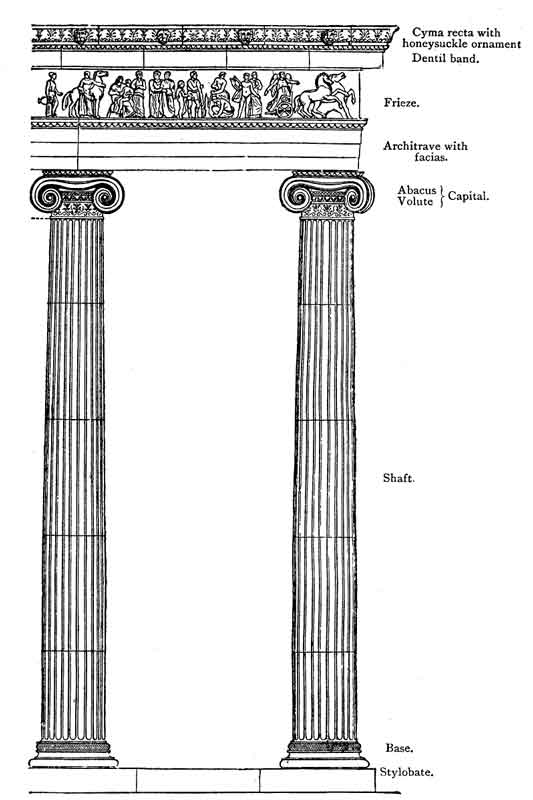 Cyma recta with
honeysuckle ornament
Dentil band.
Frieze.
Architrave with
facias.
Abacus } Capital.
Volute
Shaft.
Base.
Stylobate.